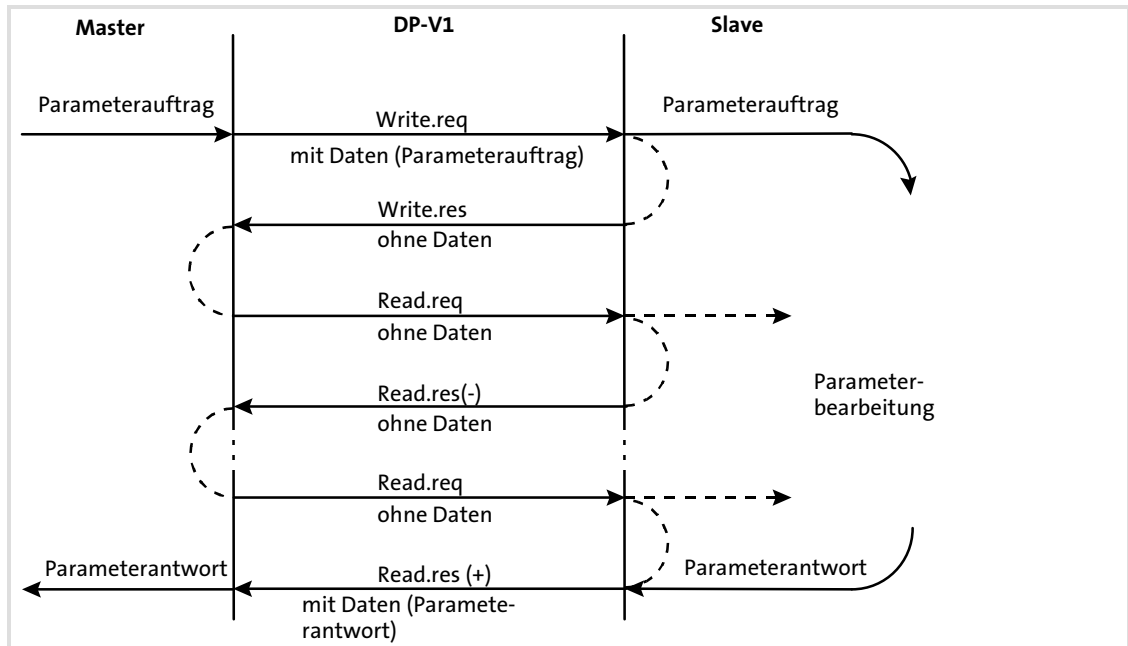 Master
DP-V1
Slave
Parameterauftrag
Write.req
Parameterauftrag
mit Daten (Parameterauftrag)
Write.res
ohne Daten
Read.req
ohne Daten
Read.res(-)
ohne Daten
Parameter-
bearbeitung
Read.req
ohne Daten
Parameterantwort
Read.res (+)
Parameterantwort
mit Daten (Paramete-
rantwort)